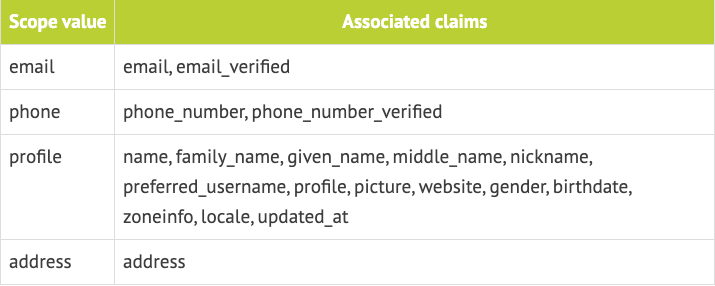 Scope value Associated claims
email email, email_verified
phone phone_number, phone_number_verified
profile name, family_name, given_name, middle_name, nickname,
preferred_username, profile, picture, website, gender, birthdate,
zoneinfo, locale, updated_at
address address